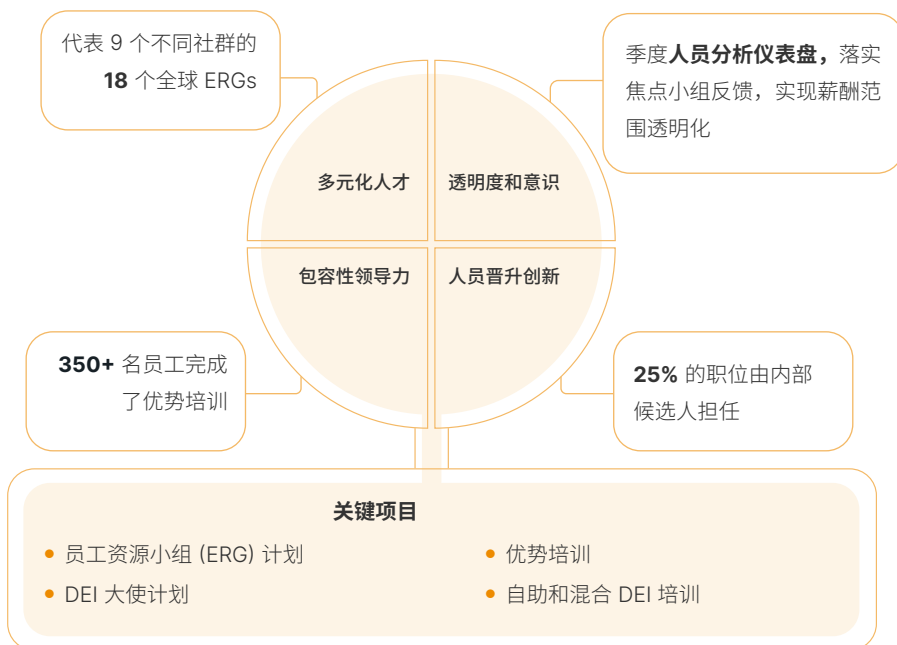 代表 9 个不同社群的
18 个全球 ERGs
季度人员分析仪表盘，落实
焦点小组反馈，实现薪酬范
围透明化
多元化人才
透明度和意识
包容性领导力
人员晋升创新
350+ 名员工完成
了优势培训
25% 的职位由内部
候选人担任
关键项目
• 员工资源小组 (ERG) 计划
• DEI 大使计划
• 优势培训
• 自助和混合 DEI 培训